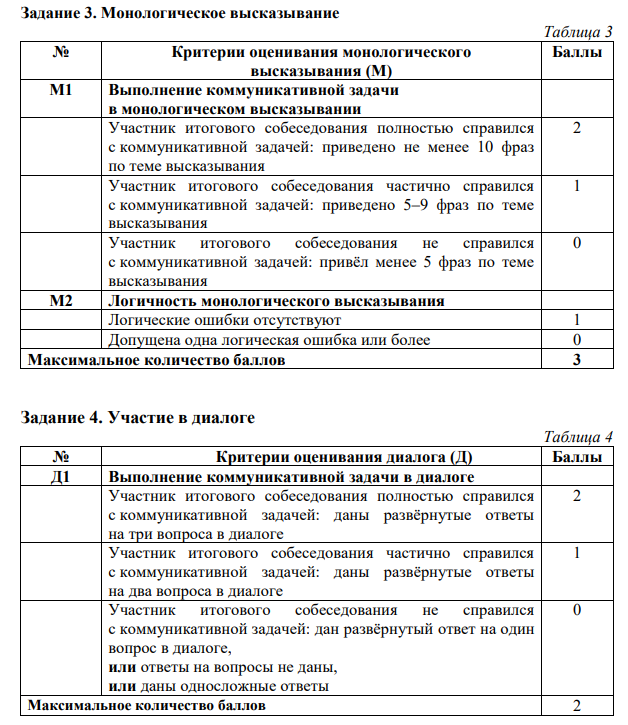 Задание 3. Монологическое высказывание
Таблица 3
№ Критерии оценивания монологического высказывания (М) Баллы
М1 Выполнение коммуникативной задачи
в монологическом высказывании
Участник итогового собеседования полностью справился 2
с коммуникативной задачей: приведено не менее 10 фраз
по теме высказывания
Участник итогового собеседования частично справился 1
с коммуникативной задачей: приведено 5–9 фраз по теме
высказывания
Участник итогового собеседования не справился 0
с коммуникативной задачей: привёл менее 5 фраз по теме
высказывания
М2 Логичность монологического высказывания
Логические ошибки отсутствуют 1
Допущена одна логическая ошибка или более 0
Максимальное количество баллов 3
Задание 4. Участие в диалоге
Таблица 4
№ Критерии оценивания диалога (Д) Баллы
Д1 Выполнение коммуникативной задачи в диалоге
Участник итогового собеседования полностью справился 2
с коммуникативной задачей: даны развёрнутые ответы
на три вопроса в диалоге
Участник итогового собеседования частично справился 1
с коммуникативной задачей: даны развёрнутые ответы
на два вопроса в диалоге
Участник итогового собеседования не справился 0
с коммуникативной задачей: дан развёрнутый ответ на один
вопрос в диалоге,
или ответы на вопросы не даны,
или даны односложные ответы
Максимальное количество баллов 2